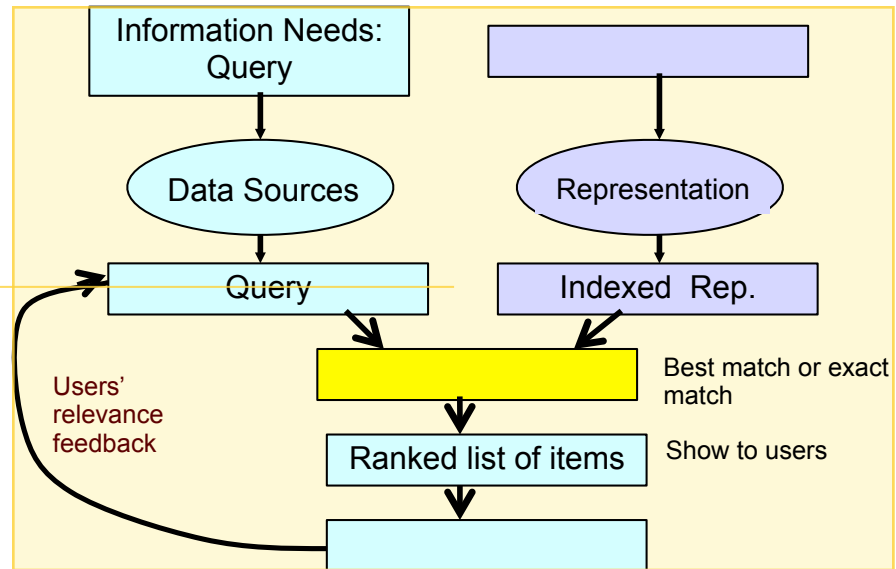 Information Needs:
Query
Data Sources
Representation
Query
Indexed Rep.
Best match or exact
match
Users’
relevance
feedback
Ranked list of items
Show to users